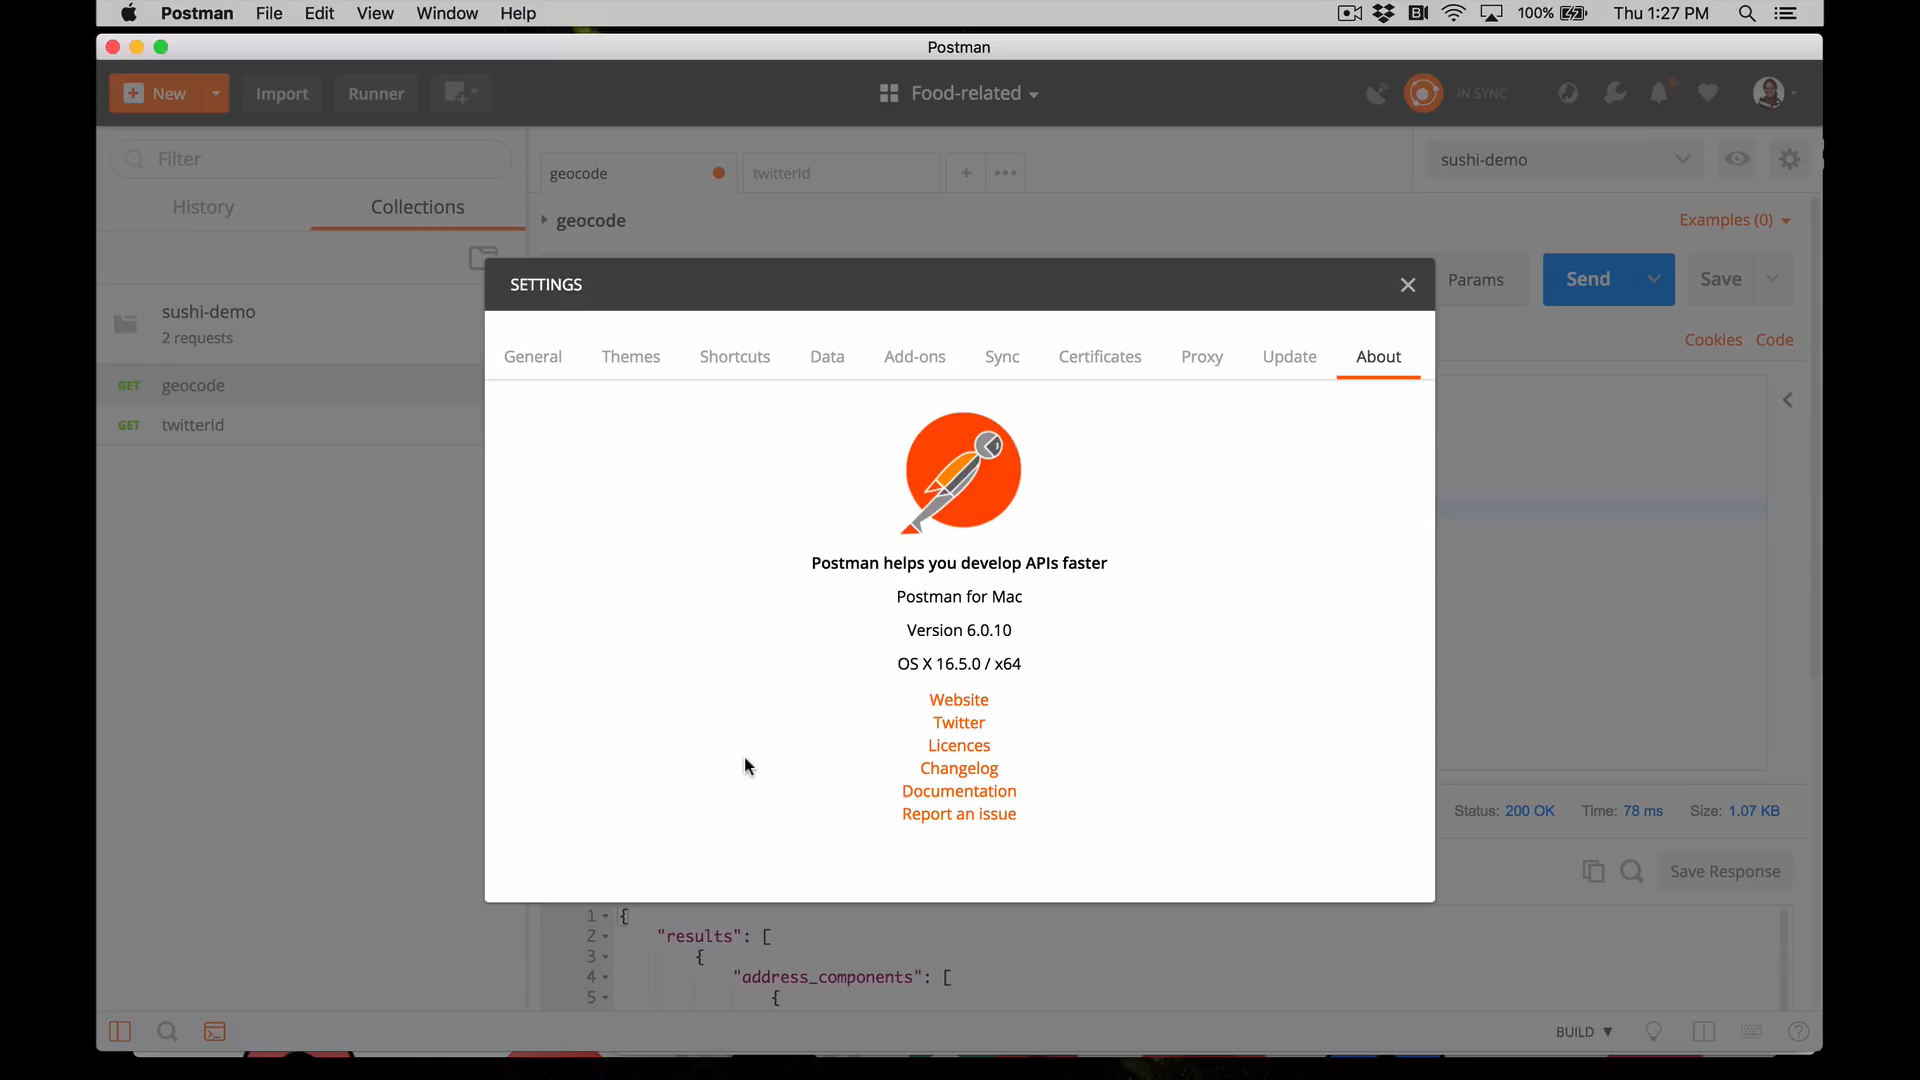 Postman File Edit View Window Help
100% Thu 1:27 PM
Postman
New Import Runner Food-related IN SYNC
Filter
History Collections
geocode twitterId + sushi-demo
geocode Examples (0)
Params Send Save
Cookies Code
sushi-demo
2 requests
GET geocode
GET twitterId
SETTINGS
General Themes Shortcuts Data Add-ons Sync Certificates Proxy Update About
Postman helps you develop APIs faster
Postman for Mac
Version 6.0.10
OS X 16.5.0 / x64
Website
Twitter
Licences
Changelog
Documentation
Report an issue
Status: 200 OK Time: 78 ms Size: 1.07 KB
Save Response
1 {
2 "results": [
3 {
4 "address_components": [
5 {
BUILD